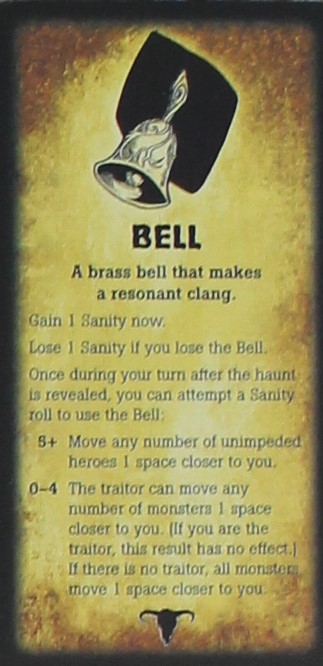 BELL
A brass bell that makes
a resonant clang.
Gain 1 Sanity now.
Lose 1 Sanity if you lose the Bell.
Once during your turn after the haunt
is revealed, you can attempt a Sanity
roll to use the Bell:
5+ Move any number of unimpeded
heroes 1 space closer to you.
0–4 The traitor can move any
number of monsters 1 space
closer to you. (If you are the
traitor, this result has no effect.)
If there is no traitor, all monsters
move 1 space closer to you.